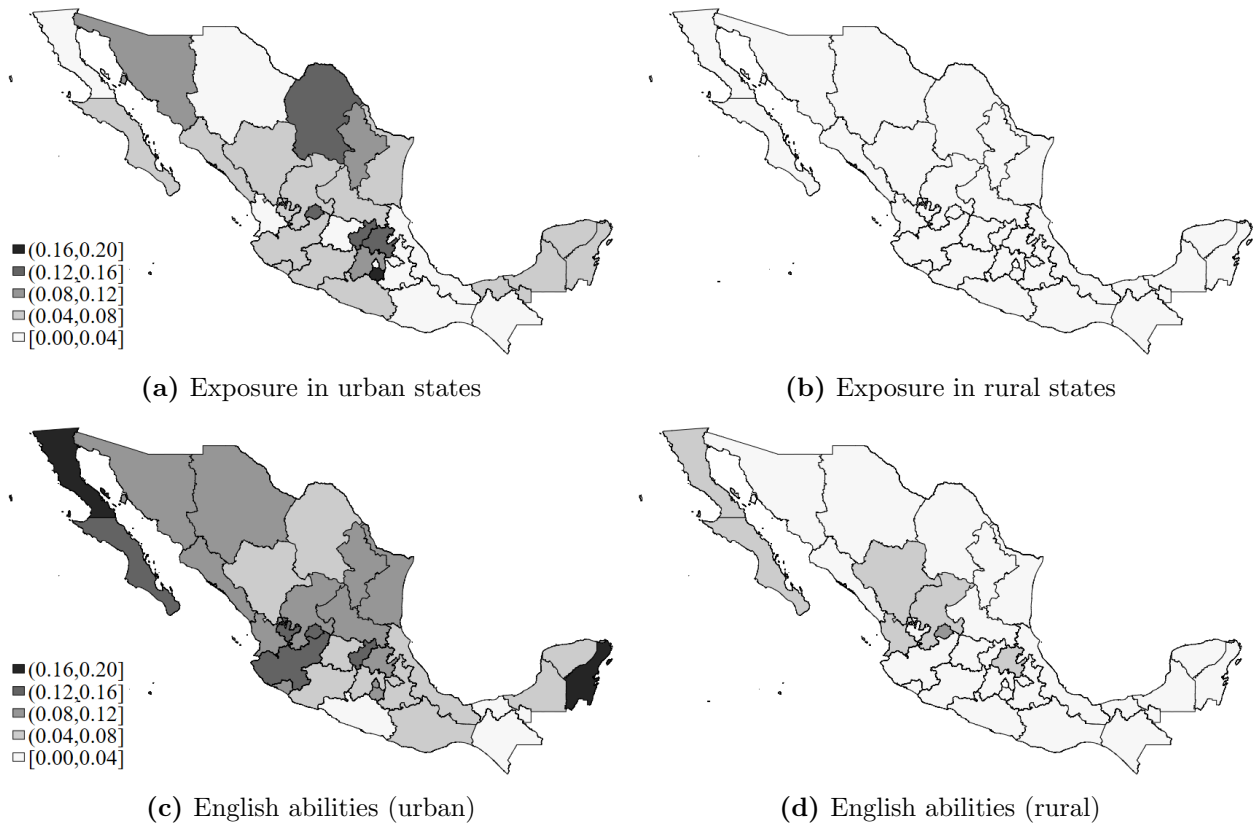 (0.16,0.20]
(0.12,0.16]
(0.08,0.12]
(0.04,0.08]
[0.00,0.04]
(a) Exposure in urban states
(b) Exposure in rural states
(0.16,0.20]
(0.12,0.16]
(0.08,0.12]
(0.04,0.08]
[0.00,0.04]
(c) English abilities (urban)
(d) English abilities (rural)